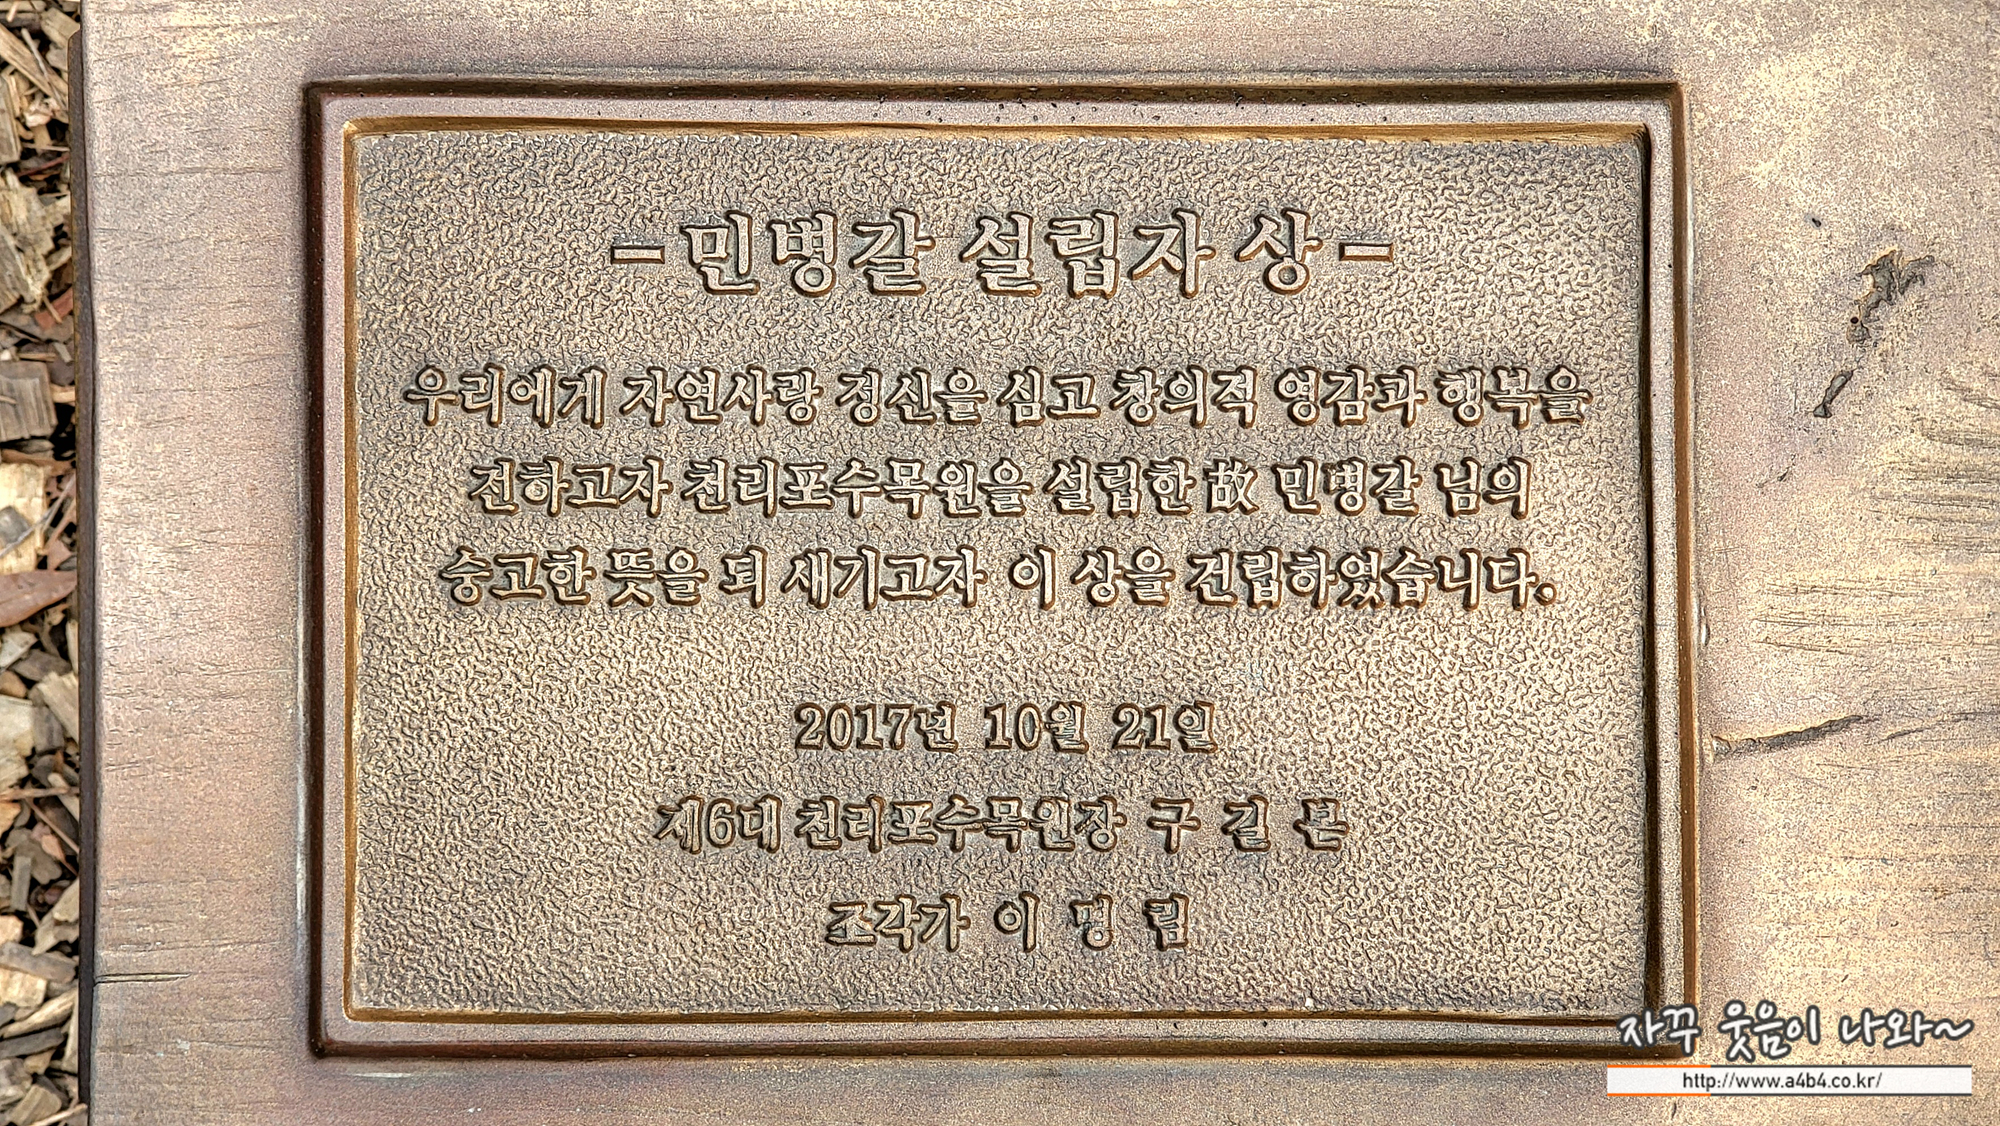 - 민병갈 설립자 상 -
우리에게 자연사랑 정신을 심고 창의적 영감과 행복을
전하고자 천리포수목원을 설립한 故 민병갈 님의
숭고한 뜻을 되 새기고자 이 상을 건립하였습니다.
2017년 10월 21일
제6대 천리포수목원장 구 길 본
조각가 이 명 림
자꾸 웃음이 나와~
http://www.a4b4.co.kr/